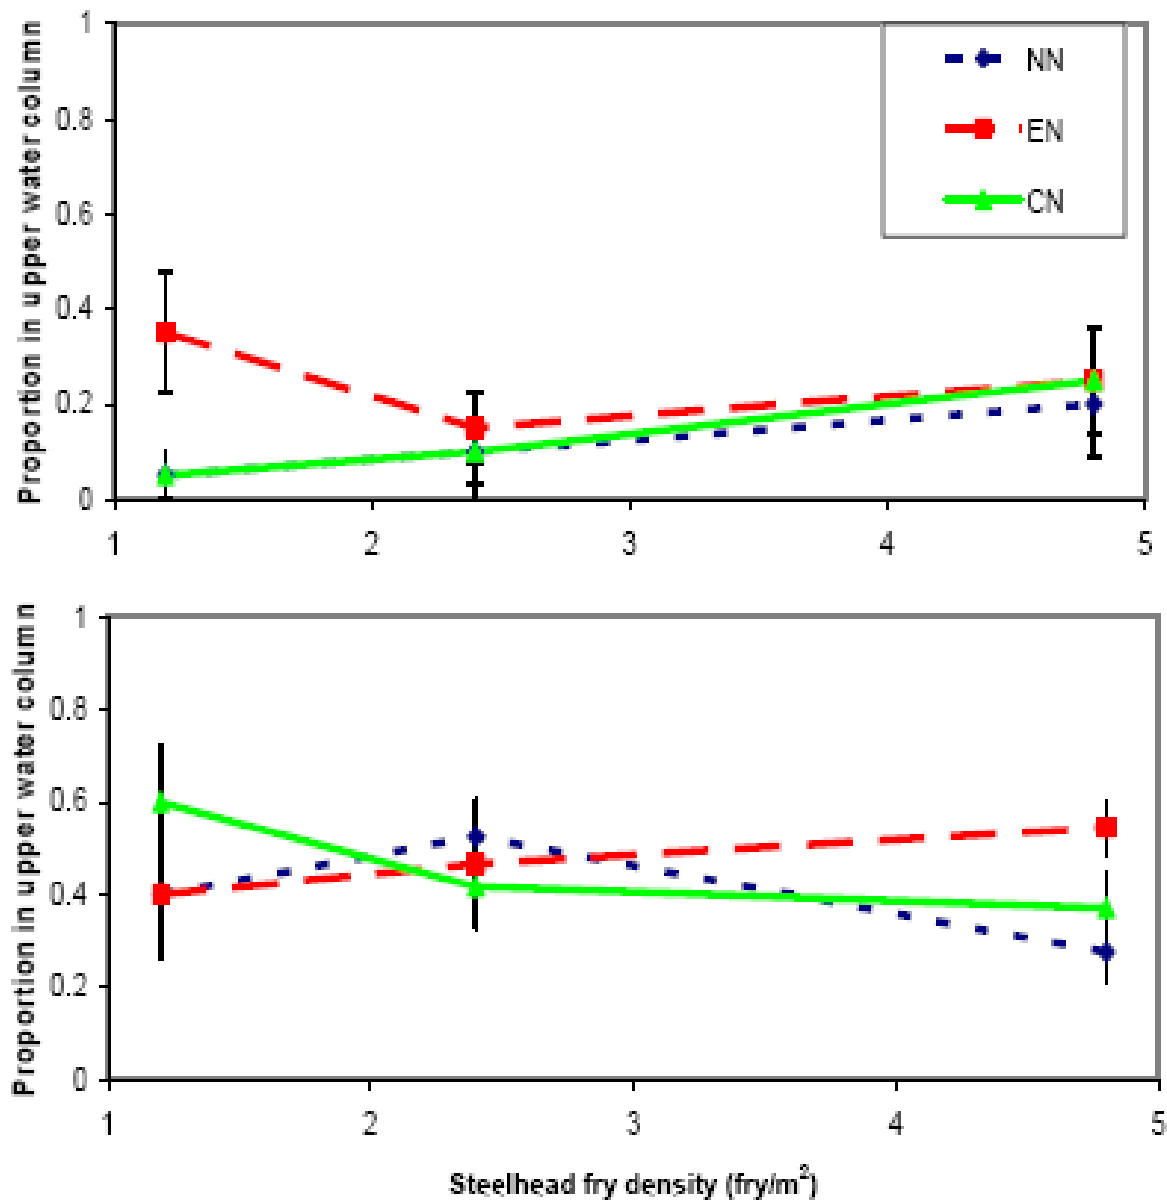 Proportion in upper water column
1
0.8
0.6
0.4
0.2
0
1 2 3 4 5
NN
EN
CN
Proportion in upper water column
1
0.8
0.6
0.4
0.2
0
1 2 3 4 5
Steelhead fry density (fry/m²)